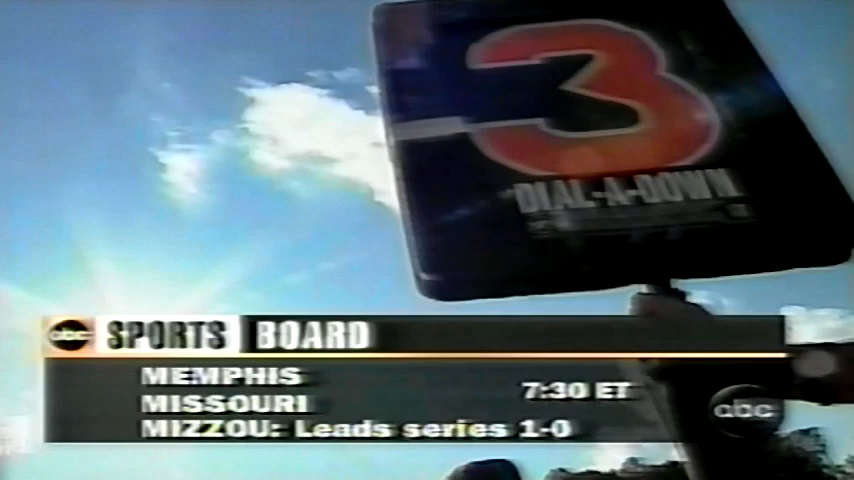 3
DIAL-A-DOWN
abc SPORTS BOARD
MEMPHIS
7:30 ET
MISSOURI
MIZZOU: Leads series 1-0
abc